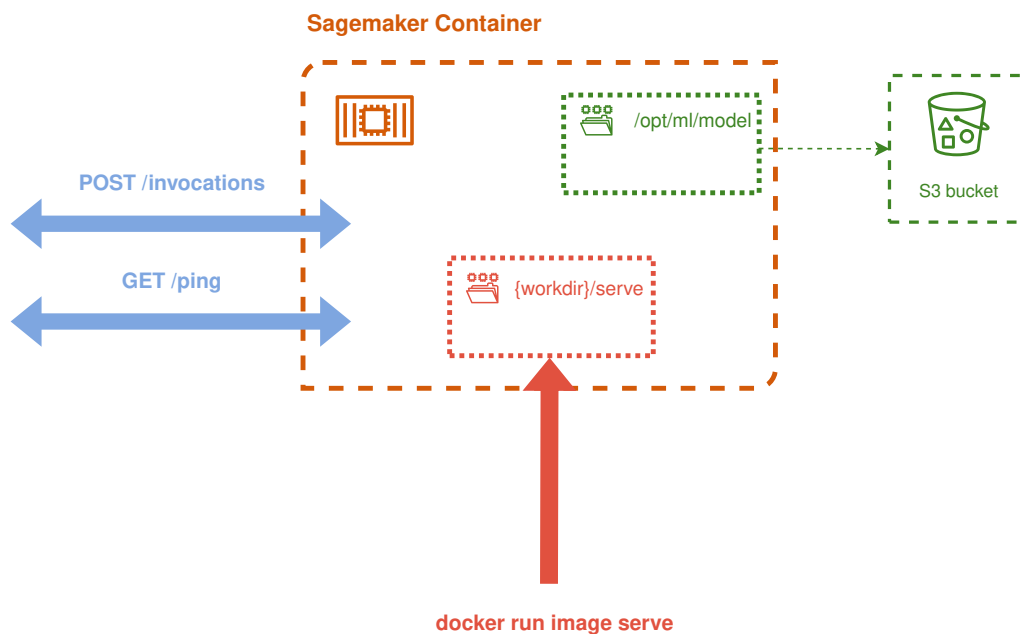 Sagemaker Container
/opt/ml/model
S3 bucket
POST /invocations
GET /ping
{workdir}/serve
docker run image serve